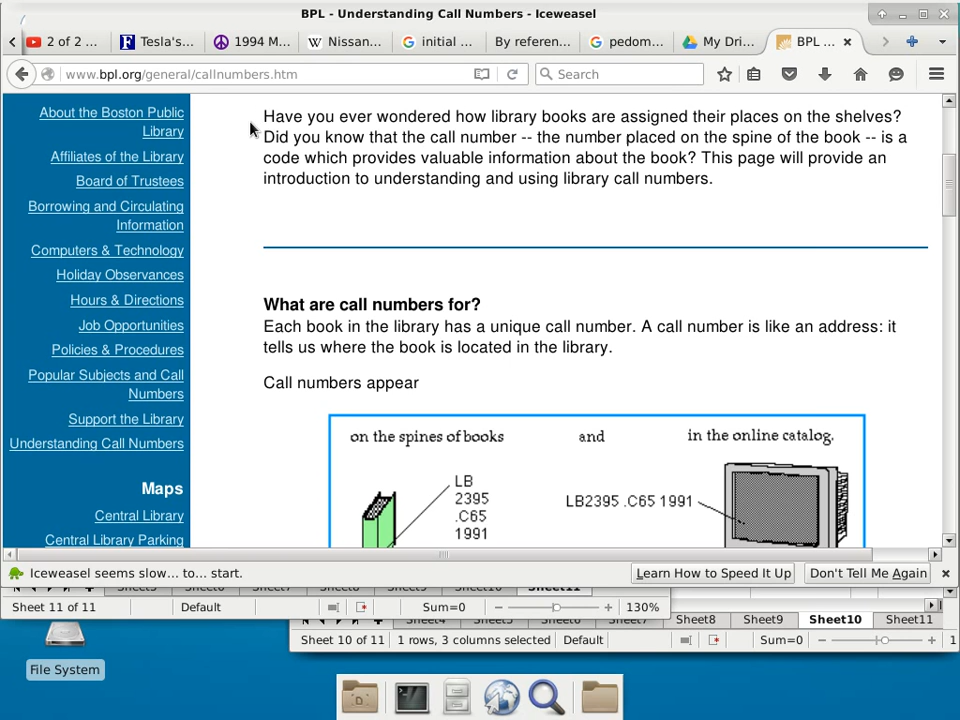 BPL - Understanding Call Numbers - Iceweasel
2 of 2 ...
Tesla's...
1994 M...
Nissan...
initial ...
By referen...
pedom...
My Dri...
BPL ...
www.bpl.org/general/callnumbers.htm
Search
About the Boston Public
Library
Affiliates of the Library
Board of Trustees
Borrowing and Circulating
Information
Computers & Technology
Holiday Observances
Hours & Directions
Job Opportunities
Policies & Procedures
Popular Subjects and Call
Numbers
Support the Library
Understanding Call Numbers
Maps
Central Library
Central Library Parking
Have you ever wondered how library books are assigned their places on the shelves?
Did you know that the call number -- the number placed on the spine of the book -- is a
code which provides valuable information about the book? This page will provide an
introduction to understanding and using library call numbers.
What are call numbers for?
Each book in the library has a unique call number. A call number is like an address: it
tells us where the book is located in the library.
Call numbers appear
on the spines of books and in the online catalog.
LB
2395
.C65
1991
LB2395 .C65 1991
Iceweasel seems slow... to... start.
Learn How to Speed It Up
Don't Tell Me Again
Sheet5 Sheet6 Sheet7 Sheet8 Sheet9 Sheet10 Sheet11
Sheet 11 of 11 Default Sum=0 130%
Sheet4 Sheet5 Sheet6 Sheet7 Sheet8 Sheet9 Sheet10 Sheet11
Sheet 10 of 11 1 rows, 3 columns selected Default Sum=0 1
File System